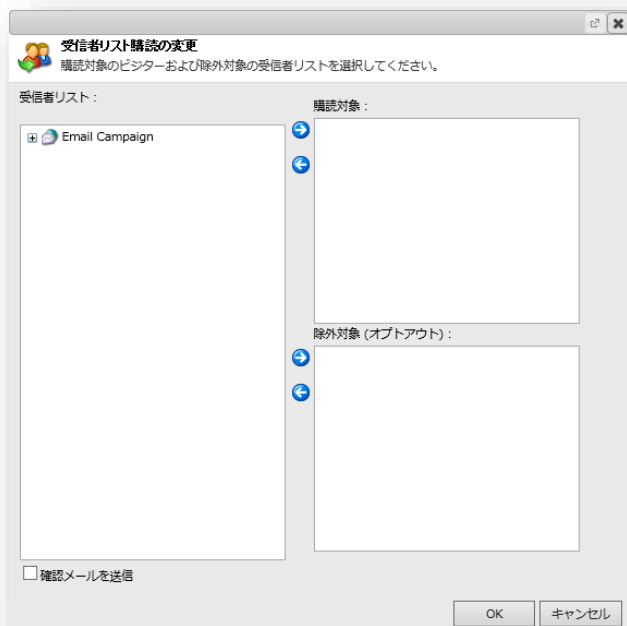 受信者リスト購読の変更
購読対象のビジターおよび除外対象の受信者リストを選択してください。
受信者リスト：
購読対象：
Email Campaign
除外対象 (オプトアウト)：
確認メールを送信
OK
キャンセル